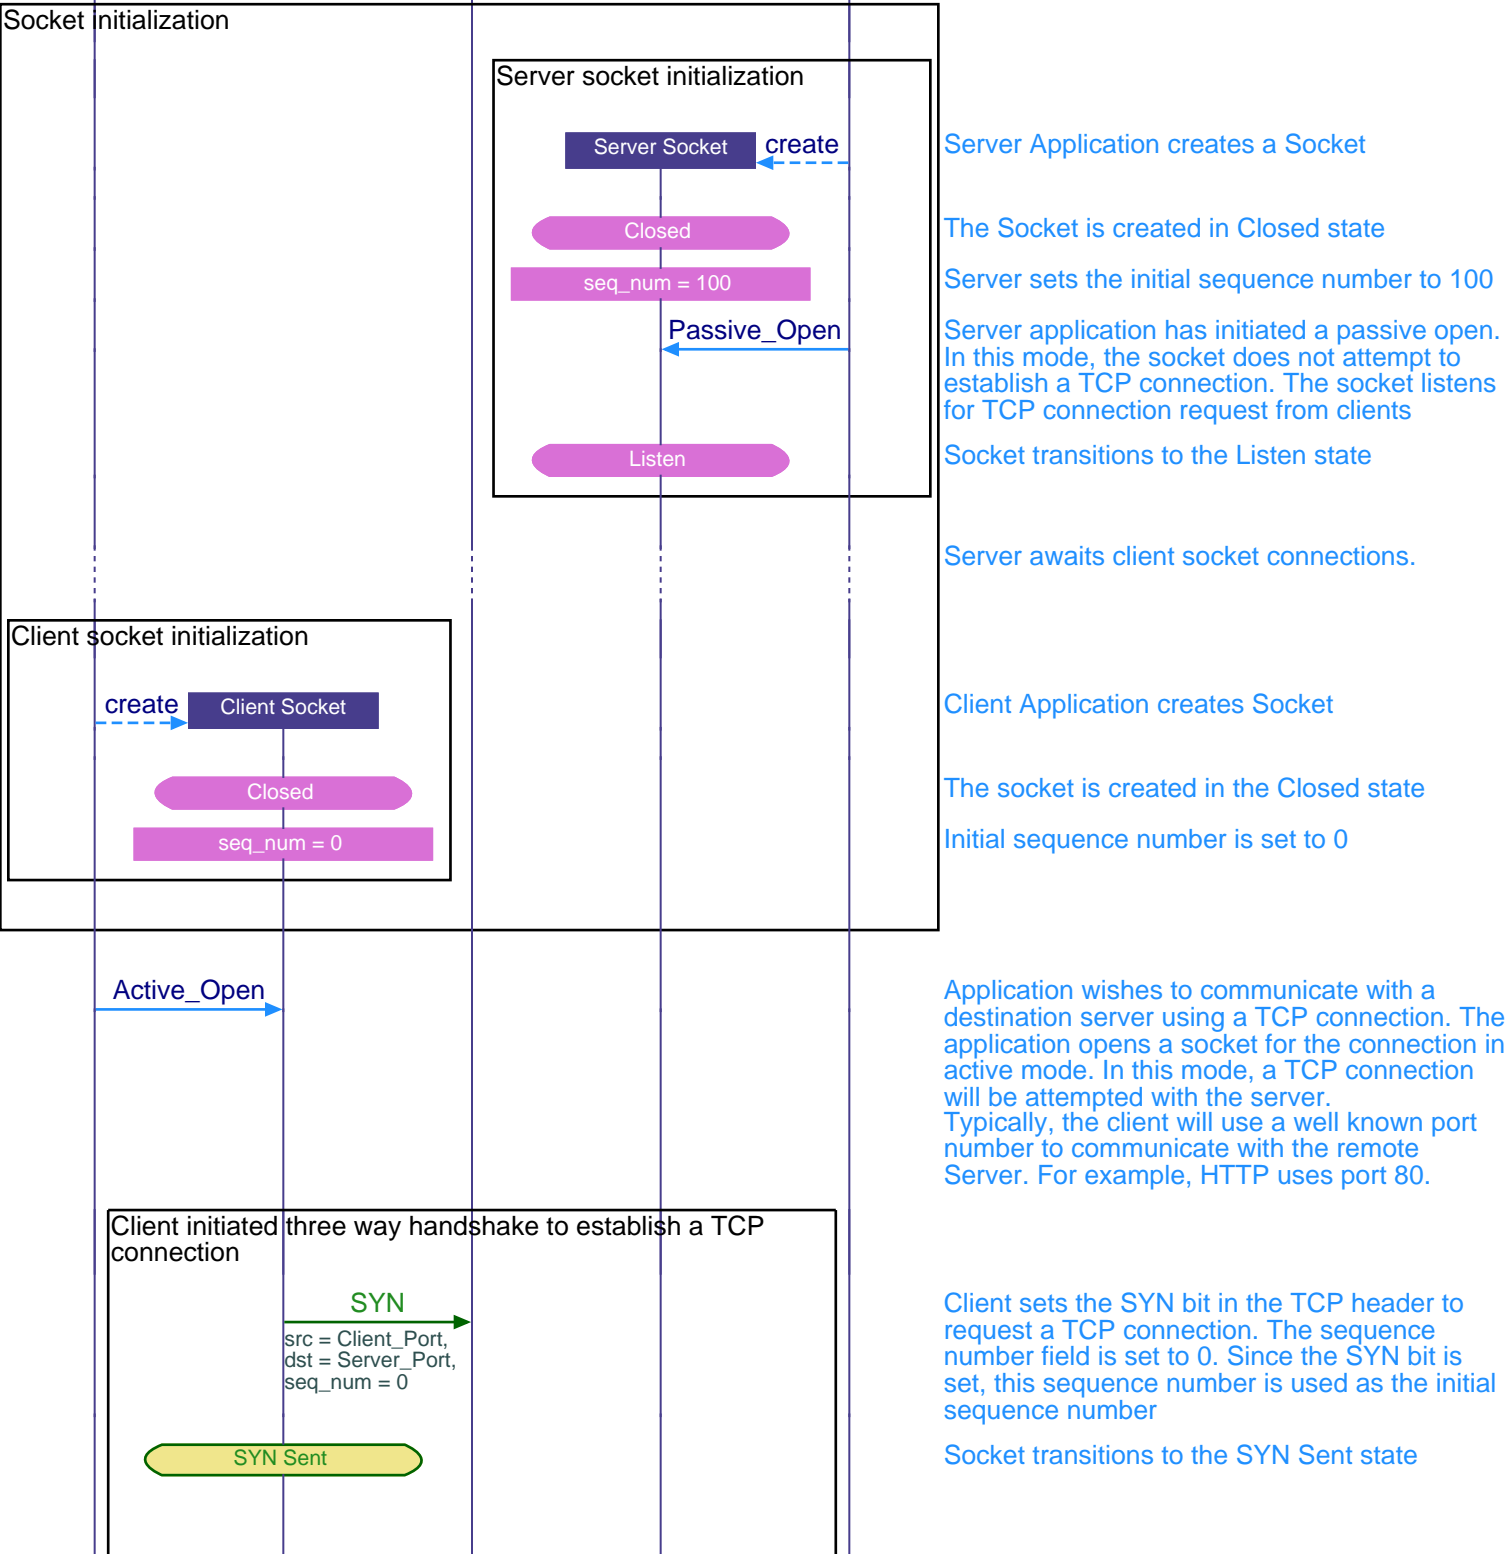 Socket initialization
Server socket initialization
Server Socket
create
Server Application creates a Socket
Closed
The Socket is created in Closed state
seq_num = 100
Server sets the initial sequence number to 100
Passive_Open
Server application has initiated a passive open.
In this mode, the socket does not attempt to
establish a TCP connection. The socket listens
for TCP connection request from clients
Listen
Socket transitions to the Listen state
Server awaits client socket connections.
Client socket initialization
create
Client Socket
Client Application creates Socket
Closed
The socket is created in the Closed state
seq_num = 0
Initial sequence number is set to 0
Active_Open
Application wishes to communicate with a
destination server using a TCP connection. The
application opens a socket for the connection in
active mode. In this mode, a TCP connection
will be attempted with the server.
Typically, the client will use a well known port
number to communicate with the remote
Server. For example, HTTP uses port 80.
Client initiated three way handshake to establish a TCP
connection
SYN
src = Client_Port,
dst = Server_Port,
seq_num = 0
Client sets the SYN bit in the TCP header to
request a TCP connection. The sequence
number field is set to 0. Since the SYN bit is
set, this sequence number is used as the initial
sequence number
SYN Sent
Socket transitions to the SYN Sent state